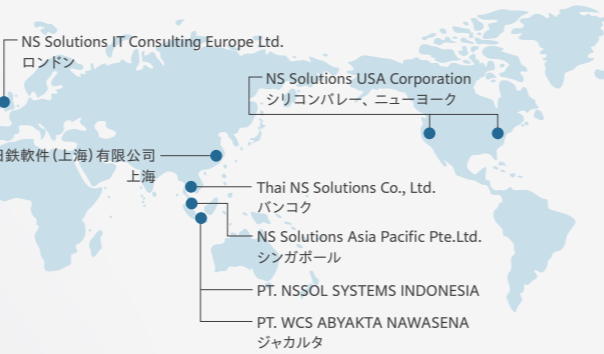 NS Solutions IT Consulting Europe Ltd.
ロンドン
NS Solutions USA Corporation
シリコンバレー、ニューヨーク
鉄軟件（上海）有限公司
上海
Thai NS Solutions Co., Ltd.
バンコク
NS Solutions Asia Pacific Pte.Ltd.
シンガポール
PT. NSSOL SYSTEMS INDONESIA
PT. WCS ABYAKTA NAWASENA
ジャカルタ